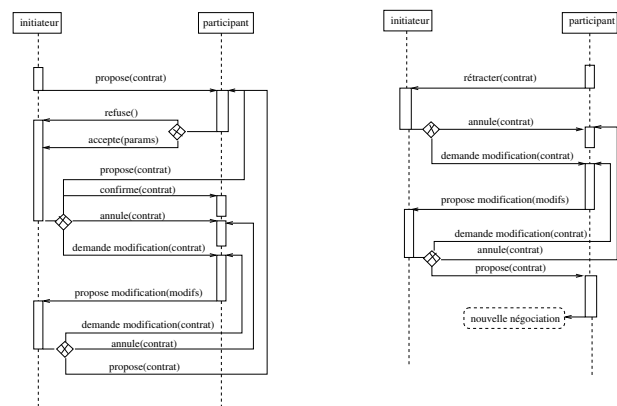 initiateur
participant
propose(contrat)
refuse()
accepte(params)
propose(contrat)
confirme(contrat)
annule(contrat)
demande modification(contrat)
propose modification(modifs)
demande modification(contrat)
annule(contrat)
propose(contrat)
initiateur
participant
rétracter(contrat)
annule(contrat)
demande modification(contrat)
propose modification(modifs)
demande modification(contrat)
annule(contrat)
propose(contrat)
nouvelle négociation